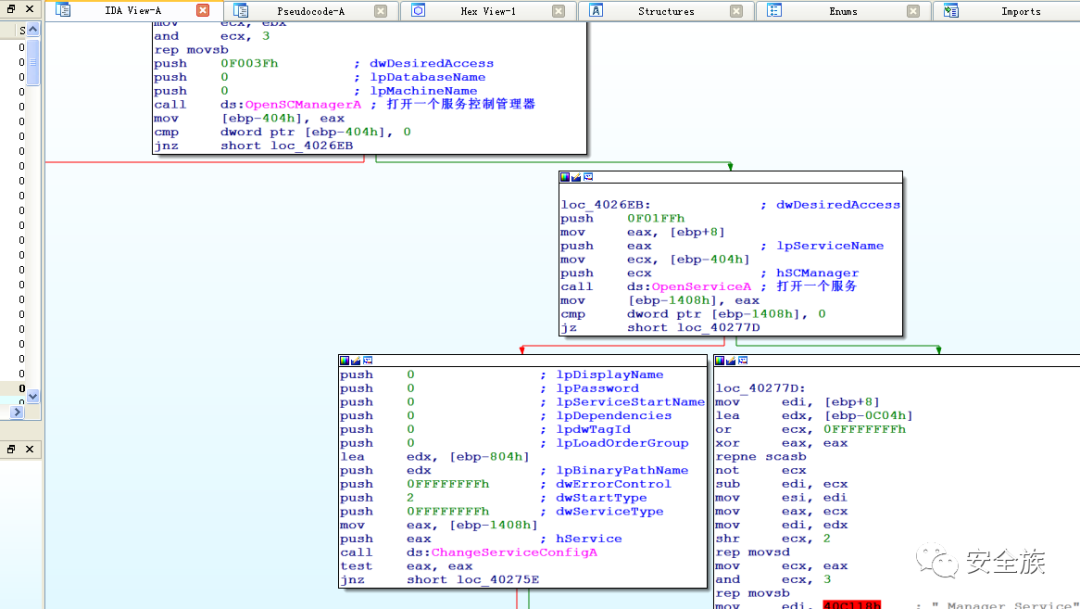 IDA View-A
Pseudocode-A
Hex View-1
Structures
Enums
Imports
S
mov ecx, ebx
and ecx, 3
rep movsb
push 0F003Fh ; dwDesiredAccess
push 0 ; lpDatabaseName
push 0 ; lpMachineName
call ds:OpenSCManagerA ; 打开一个服务控制管理器
mov [ebp-404h], eax
cmp dword ptr [ebp-404h], 0
jnz short loc_4026EB
loc_4026EB: ; dwDesiredAccess
push 0F01FFh
mov eax, [ebp+8]
push eax ; lpServiceName
mov ecx, [ebp-404h]
push ecx ; hSCManager
call ds:OpenServiceA ; 打开一个服务
mov [ebp-1408h], eax
cmp dword ptr [ebp-1408h], 0
jz short loc_40277D
push 0 ; lpDisplayName
push 0 ; lpPassword
push 0 ; lpServiceStartName
push 0 ; lpDependencies
push 0 ; lpdwTagId
push 0 ; lpLoadOrderGroup
lea edx, [ebp-804h]
push edx ; lpBinaryPathName
push 0FFFFFFFFh ; dwErrorControl
push 2 ; dwStartType
push 0FFFFFFFFh ; dwServiceType
mov eax, [ebp-1408h]
push eax ; hService
call ds:ChangeServiceConfigA
test eax, eax
jnz short loc_40275E
loc_40277D:
mov edi, [ebp+8]
lea edx, [ebp-0C04h]
or ecx, 0FFFFFFFFh
xor eax, eax
repne scasb
not ecx
sub edi, ecx
mov esi, edi
mov eax, ecx
mov edi, edx
shr ecx, 2
rep movsd
mov ecx, eax
and ecx, 3
rep movsb
mov edi, 40C118h ; " Manager Service"
安全族